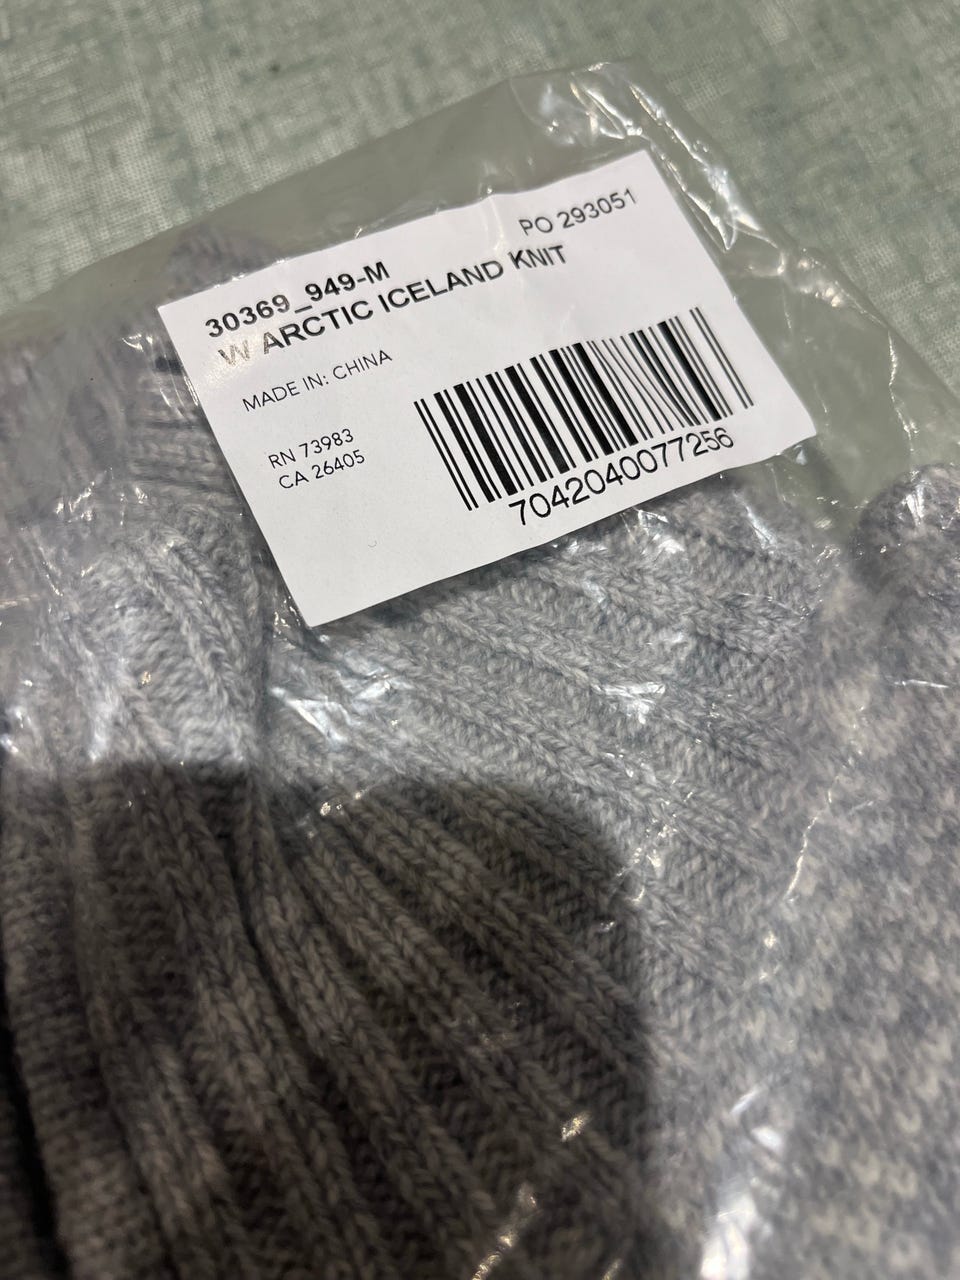 PO 293051
30369_949-M
W ARCTIC ICELAND KNIT
MADE IN: CHINA
RN 73983
CA 26405
7042040077256